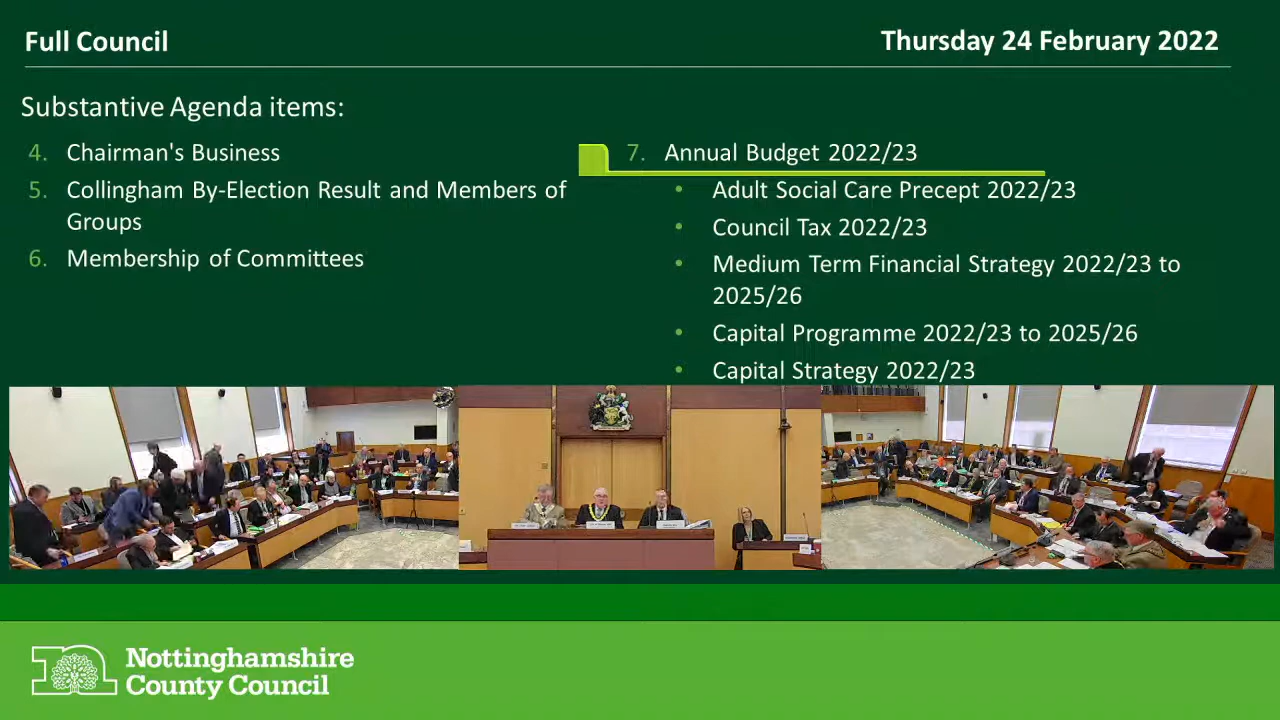 Full Council
Thursday 24 February 2022
Substantive Agenda items:
4. Chairman's Business
5. Collingham By-Election Result and Members of
Groups
6. Membership of Committees
7. Annual Budget 2022/23
• Adult Social Care Precept 2022/23
• Council Tax 2022/23
• Medium Term Financial Strategy 2022/23 to
2025/26
• Capital Programme 2022/23 to 2025/26
• Capital Strategy 2022/23
Nottinghamshire
County Council